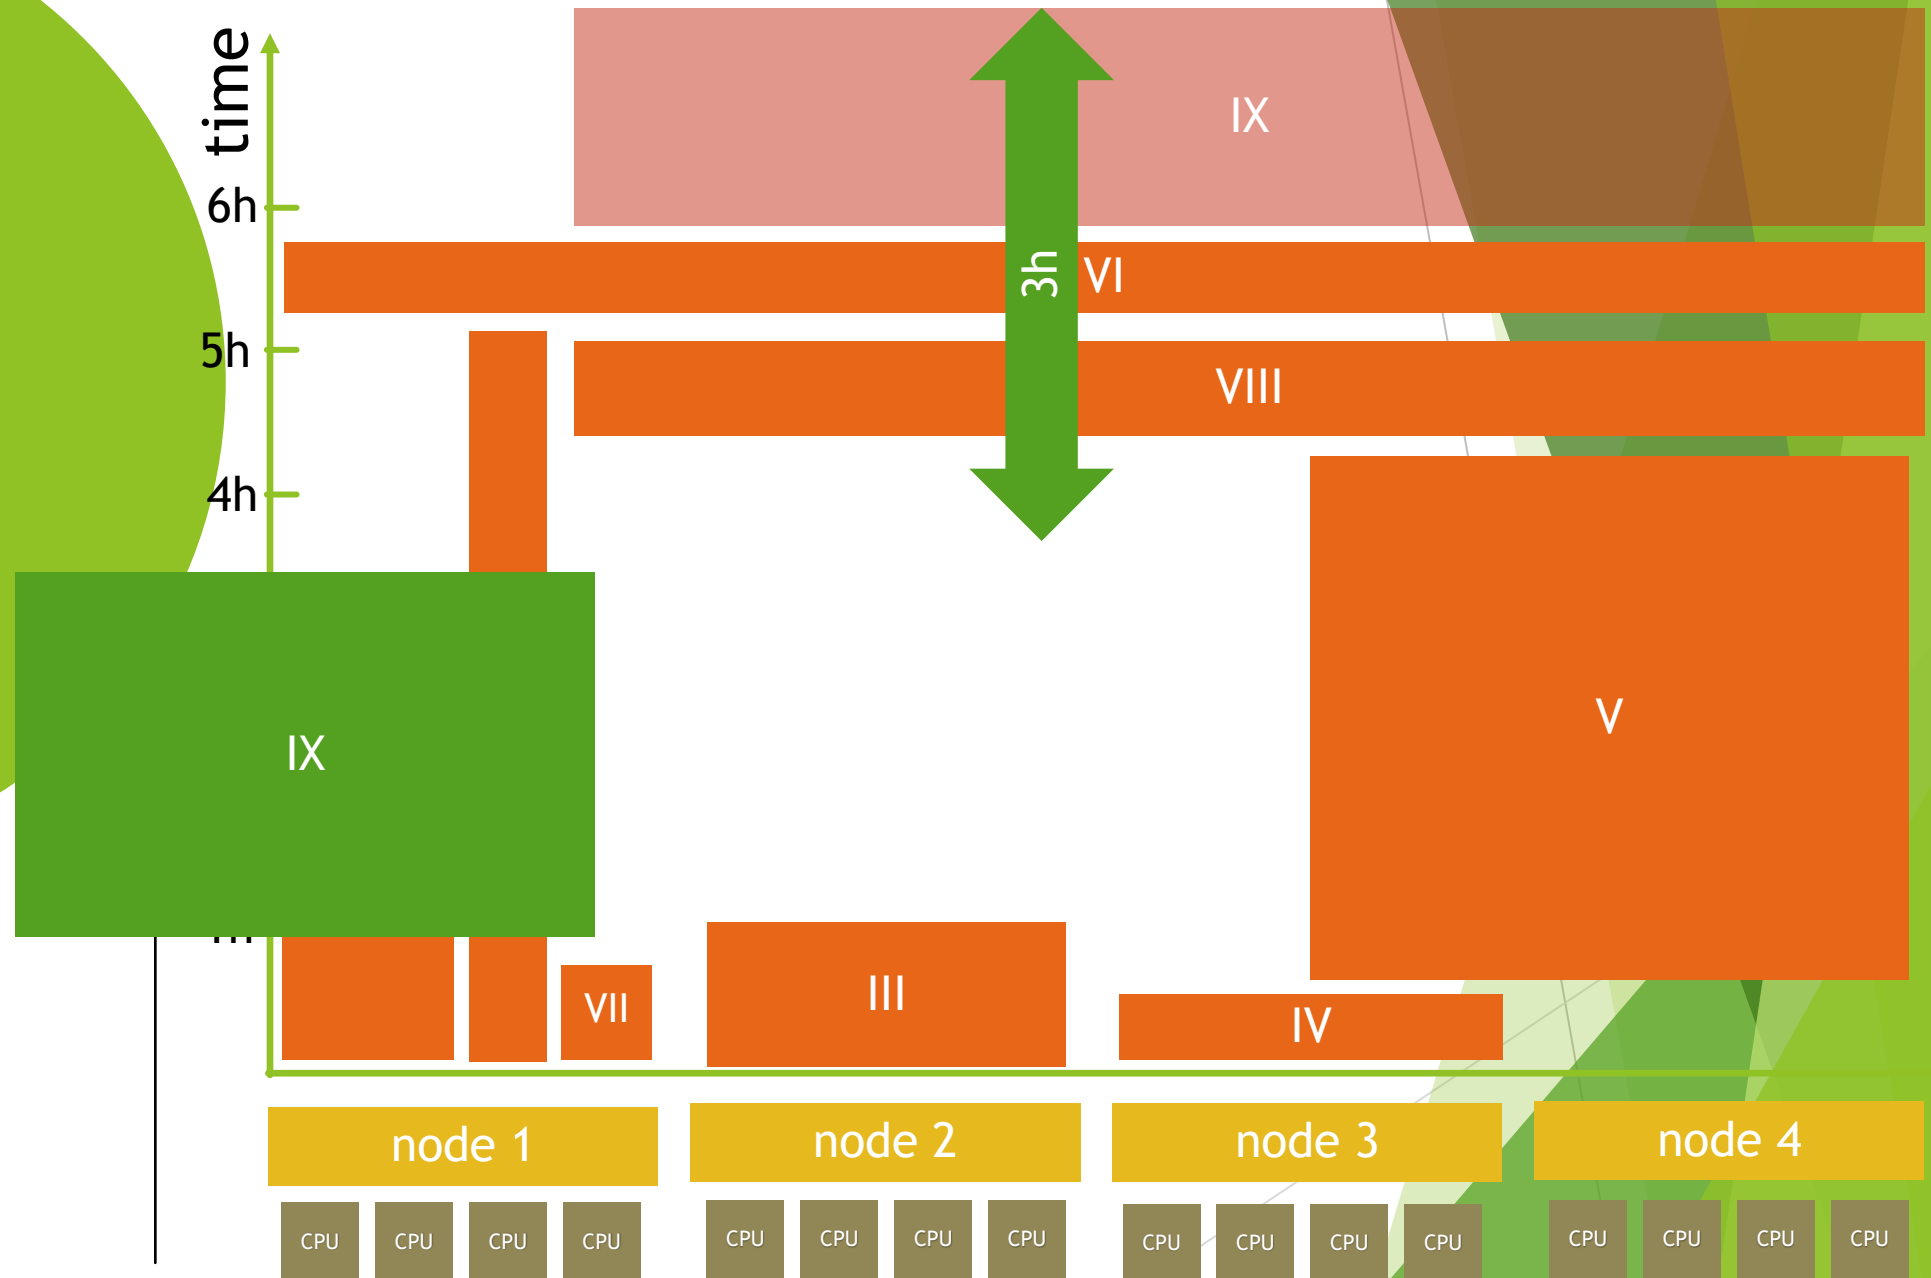 time
IX
6h
3h
VI
5h
VIII
4h
V
IX
VII
III
IV
node 1
node 2
node 3
node 4
CPU CPU CPU CPU CPU CPU CPU CPU CPU CPU CPU CPU CPU CPU CPU CPU